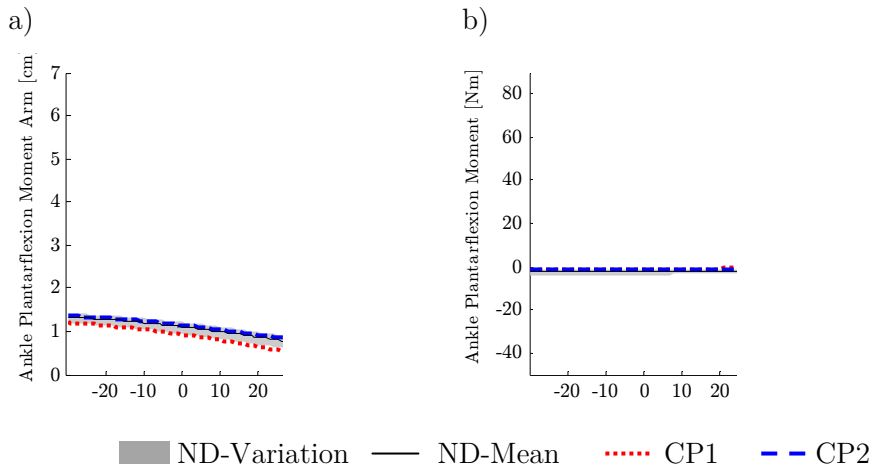 a)
b)
Ankle Plantarflexion Moment Arm [cm]
7
6
5
4
3
2
1
0
-20 -10 0 10 20
Ankle Plantarflexion Moment [Nm]
80
60
40
20
0
-20
-40
-20 -10 0 10 20
ND-Variation ND-Mean CP1 CP2